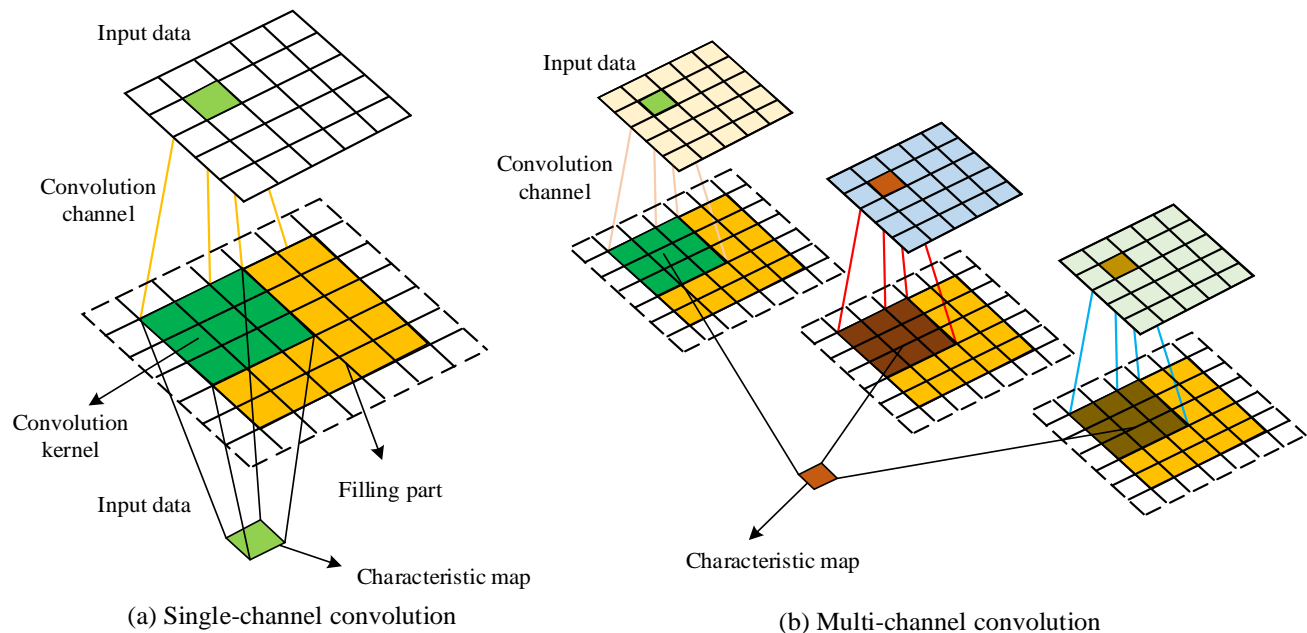 Input data
Convolution
channel
Convolution
kernel
Input data
Filling part
Characteristic map
(a) Single-channel convolution
Input data
Convolution
channel
Characteristic map
(b) Multi-channel convolution